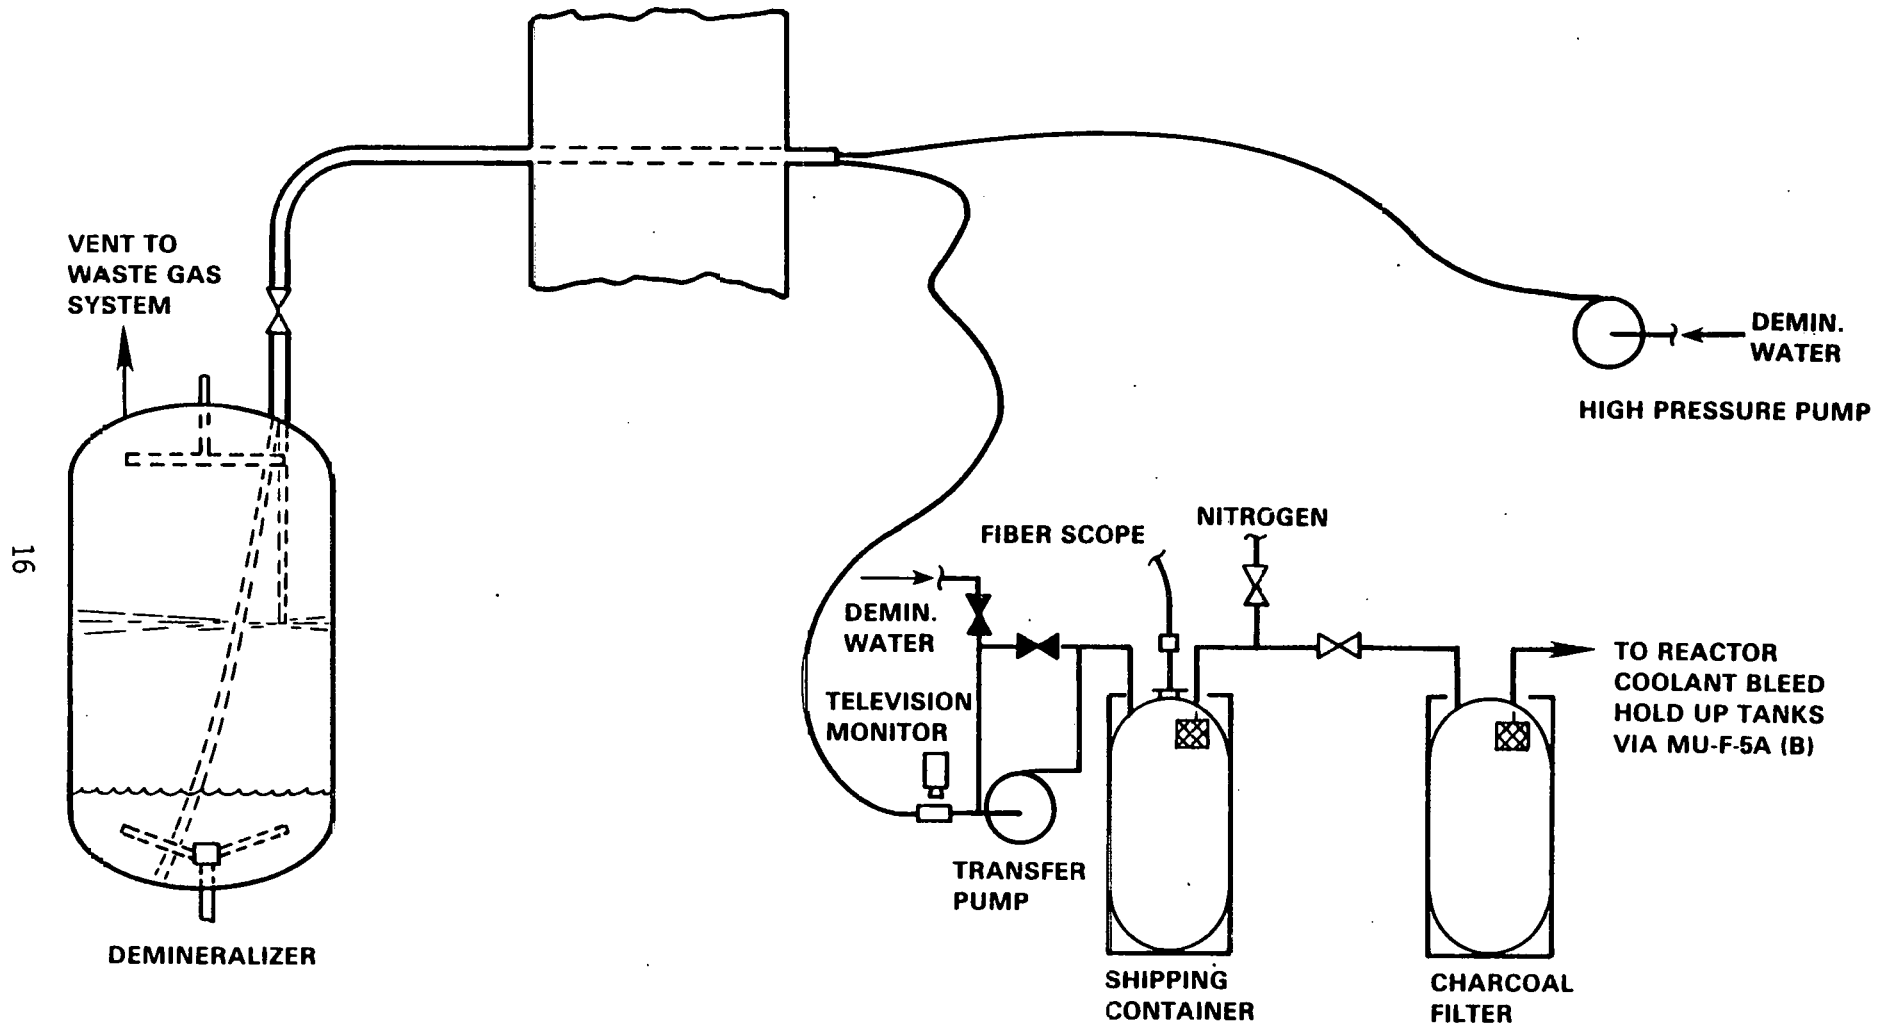 VENT TO
WASTE GAS
SYSTEM
DEMIN.
WATER
HIGH PRESSURE PUMP
FIBER SCOPE
NITROGEN
16
DEMIN.
WATER
TELEVISION
MONITOR
TO REACTOR
COOLANT BLEED
HOLD UP TANKS
VIA MU-F-5A (B)
TRANSFER
PUMP
DEMINERALIZER
SHIPPING
CONTAINER
CHARCOAL
FILTER